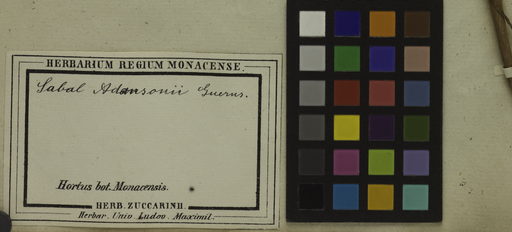 HERBARIUM REGIUM MONACENSE.
Sabal Adansonii Guerns.
Hortus bot. Monacensis.
HERB. ZUCCARINII.
Herbar. Univ. Ludov. Maximil.